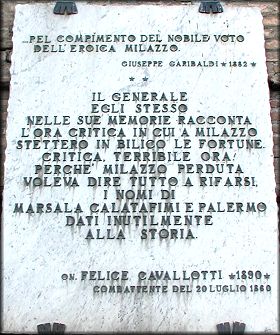 ...PEL COMPIMENTO DEL NOBILE VOTO
DELL'EROICA MILAZZO.
GIUSEPPE GARIBALDI *1882*
* *
IL GENERALE
EGLI STESSO
NELLE SUE MEMORIE RACCONTA
L'ORA CRITICA IN CUI A MILAZZO
STETTERO IN BILICO LE FORTUNE.
CRITICA, TERRIBILE ORA!
PERCHE' MILAZZO PERDUTA
VOLEVA DIRE TUTTO A RIFARSI,
I NOMI DI
MARSALA CALATAFIMI E PALERMO
DATI INUTILMENTE
ALLA STORIA.
ON. FELICE CAVALLOTTI *1890*
COMBATTENTE DEL 20 LUGLIO 1860